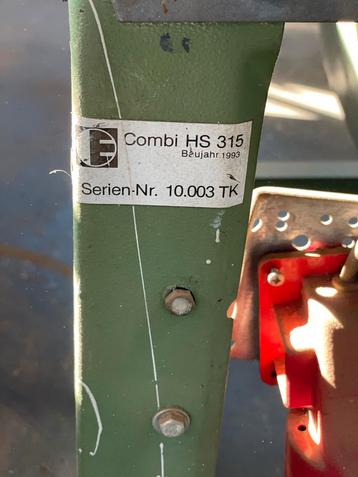 E Combi HS 315
Baujahr 1993
Serien-Nr. 10.003 TK